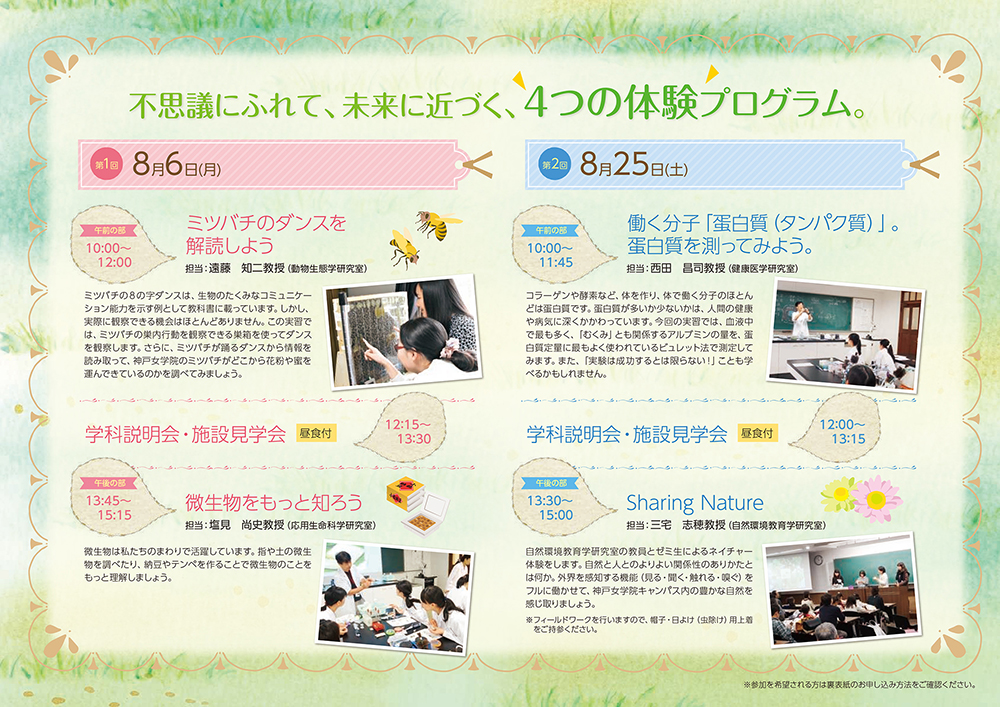 不思議にふれて、未来に近づく、4つの体験プログラム。
第1回 8月6日(月)
午前の部
10:00〜
12:00
ミツバチのダンスを
解読しよう
担当：遠藤 知二教授（動物生態学研究室）
ミツバチの８の字ダンスは、生物のたくみなコミュニケー
ション能力を示す例として教科書に載っています。しかし、
実際に観察できる機会はほとんどありません。この実習で
は、ミツバチの巣内行動を観察できる巣箱を使ってダンス
を観察します。さらに、ミツバチが踊るダンスから情報を
読み取って、神戸女学院のミツバチがどこから花粉や蜜を
運んできているのかを調べてみましょう。
学科説明会・施設見学会 昼食付
12:15〜
13:30
午後の部
13:45〜
15:15
微生物をもっと知ろう
担当：塩見 尚史教授（応用生命科学研究室）
微生物は私たちのまわりで活躍しています。指や土の微生
物を調べたり、納豆やテンペを作ることで微生物のことを
もっと理解しましょう。
第2回 8月25日(土)
午前の部
10:00〜
11:45
働く分子「蛋白質（タンパク質）」。
蛋白質を測ってみよう。
担当：西田 昌司教授（健康医学研究室）
コラーゲンや酵素など、体を作り、体で働く分子のほとん
どは蛋白質です。蛋白質が多いか少ないかは、人間の健康
や病気に深くかかわっています。今回の実習では、血液中
で最も多く、「むくみ」とも関係するアルブミンの量を、蛋
白質定量に最もよく使われているビュレット法で測定して
みます。また、「実験は成功するとは限らない！」ことも学
べるかもしれません。
学科説明会・施設見学会 昼食付
12:00〜
13:15
午後の部
13:30〜
15:00
Sharing Nature
担当：三宅 志穂教授（自然環境教育学研究室）
自然環境教育学研究室の教員とゼミ生によるネイチャー
体験をします。自然と人とのよりよい関係性のありかたと
は何か。外界を感知する機能（見る・聞く・触れる・嗅ぐ）を
フルに働かせて、神戸女学院キャンパス内の豊かな自然を
感じ取りましょう。
※フィールドワークを行いますので、帽子・日よけ（虫除け）用上着
をご持参ください。
※参加を希望される方は裏表紙のお申し込み方法をご確認ください。